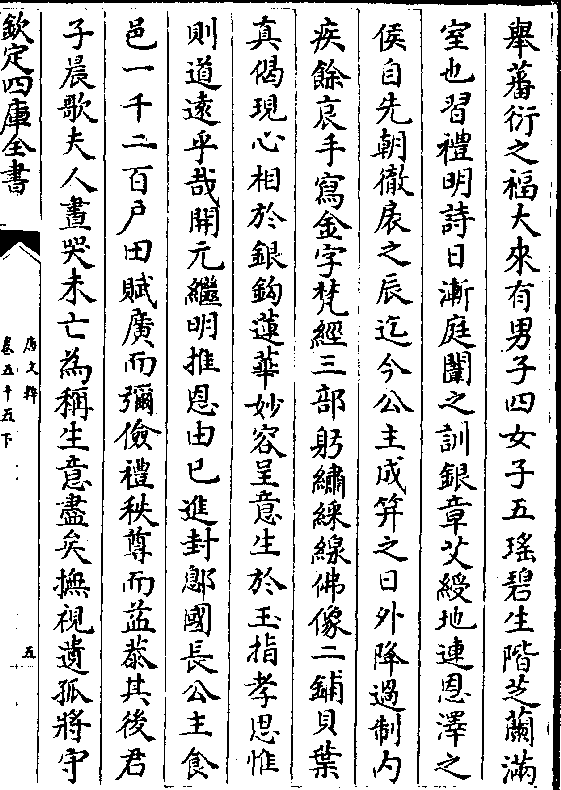 舉蕃衍之福大來有男子四女子五瑤碧生階芝蘭滿
室也習禮明詩日漸庭闈之訓銀章艾綬地連恩澤之
侯自先朝徹扆之辰迄今公主成笄之日外降過制内
疾餘哀手寫金字梵經三部躬繡綵線佛像二鋪貝葉
真偈現心相於銀鈎蓮華妙容呈意生於玉指孝思惟
則道遠乎哉開元繼明推恩由已進封鄎國長公主食
邑一千二百户田賦廣而彌儉禮秩尊而益恭其後君
子晨歌夫人晝哭未亡為稱生意盡矣撫視遺孤將守
欽定四庫全書
唐文粹
卷五十五下
五